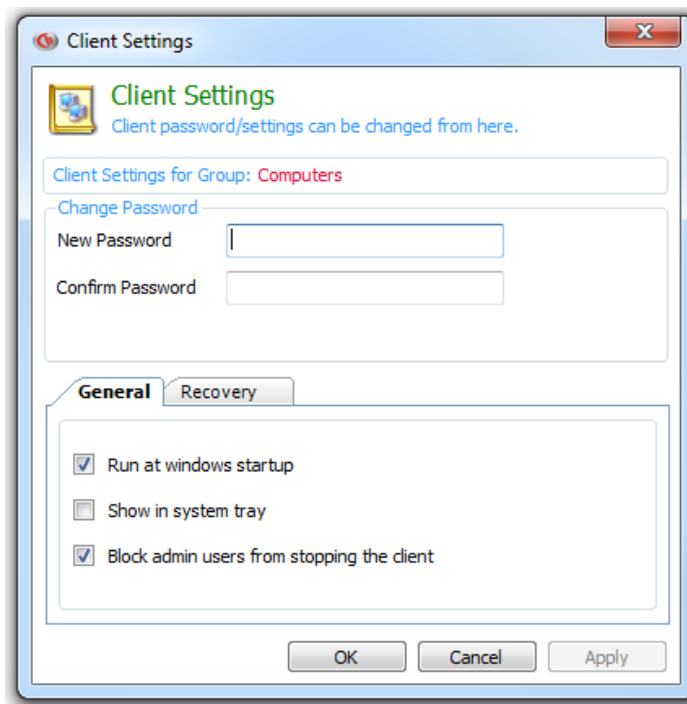 Client Settings
Client Settings
Client password/settings can be changed from here.
Client Settings for Group: Computers
Change Password
New Password
Confirm Password
General Recovery
Run at windows startup
Show in system tray
Block admin users from stopping the client
OK Cancel Apply